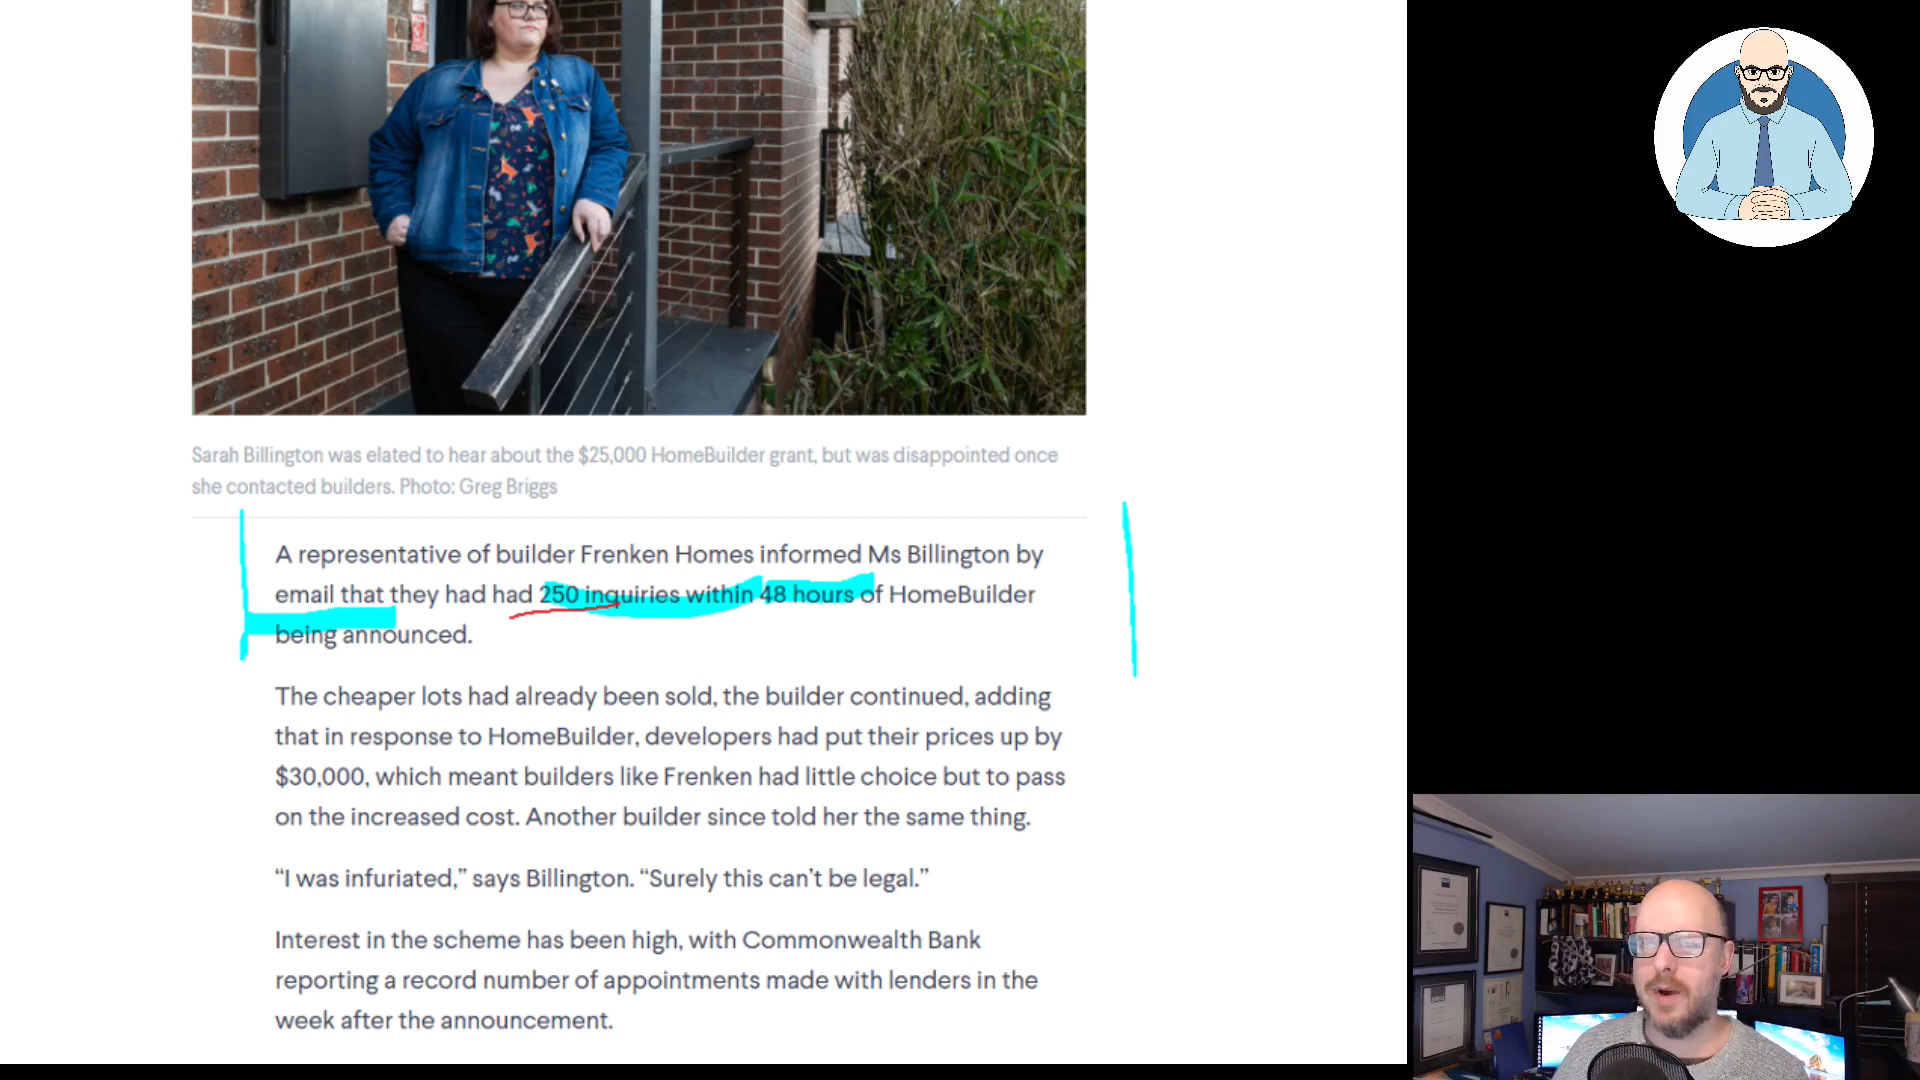 Sarah Billington was elated to hear about the $25,000 HomeBuilder grant, but was disappointed once
she contacted builders. Photo: Greg Briggs
A representative of builder Frenken Homes informed Ms Billington by
email that they had had 250 inquiries within 48 hours of HomeBuilder
being announced.
The cheaper lots had already been sold, the builder continued, adding
that in response to HomeBuilder, developers had put their prices up by
$30,000, which meant builders like Frenken had little choice but to pass
on the increased cost. Another builder since told her the same thing.
“I was infuriated,” says Billington. “Surely this can’t be legal.”
Interest in the scheme has been high, with Commonwealth Bank
reporting a record number of appointments made with lenders in the
week after the announcement.